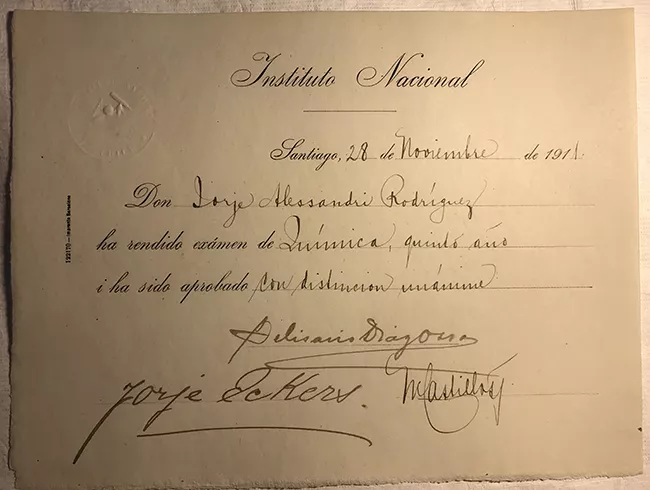 Instituto Nacional
Santiago, 28 de Noviembre de 1911
Don Jorje Alessandri Rodríguez
ha rendido exámen de Química, quinto año
i ha sido aprobado con distincion unánime
Belisario Díaz Ossa
Jorje Eckers.
M Castillo